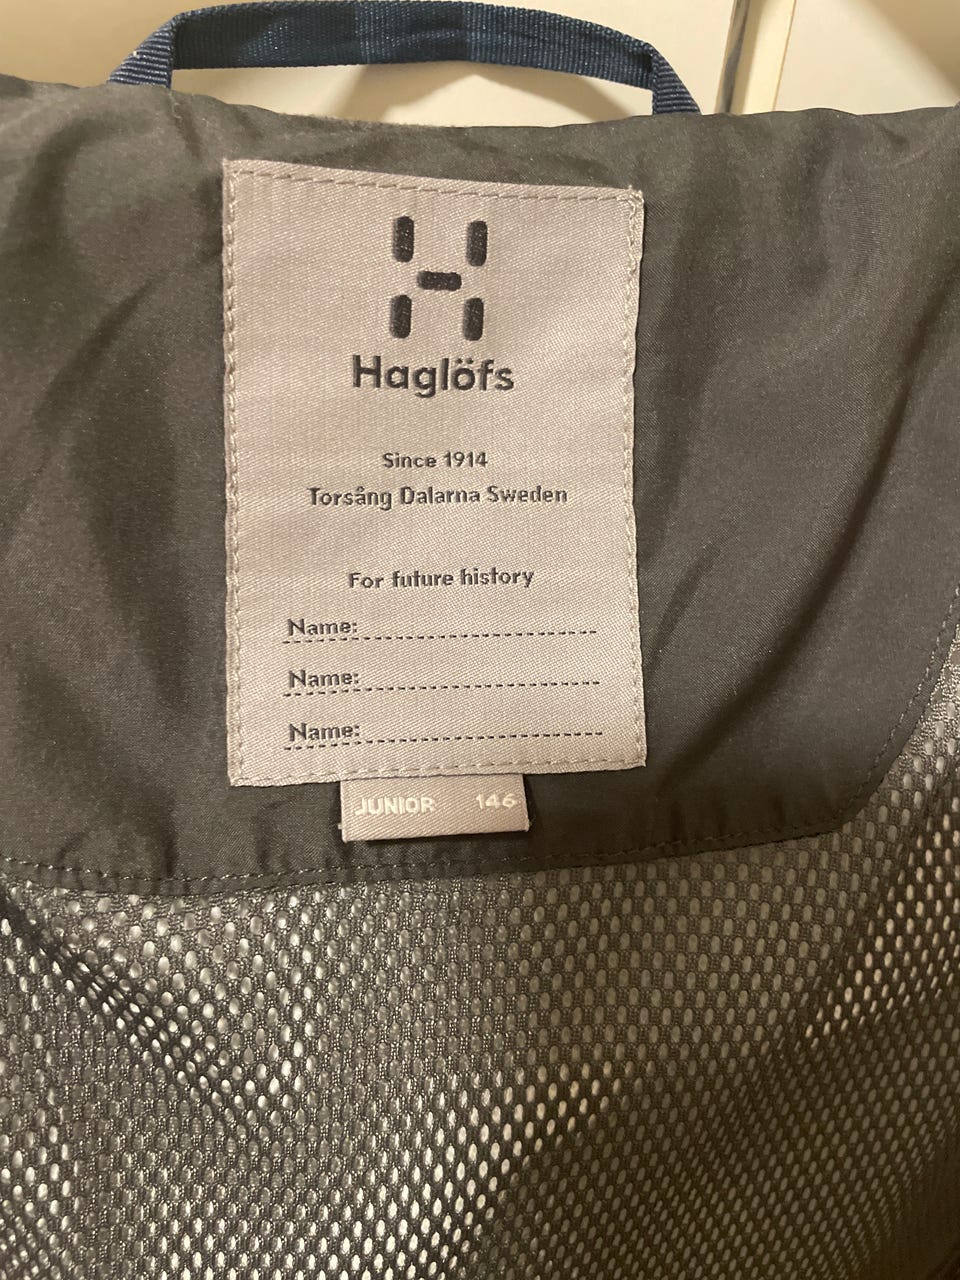 Haglöfs
Since 1914
Torsång Dalarna Sweden
For future history
Name:
Name:
Name:
JUNIOR 146